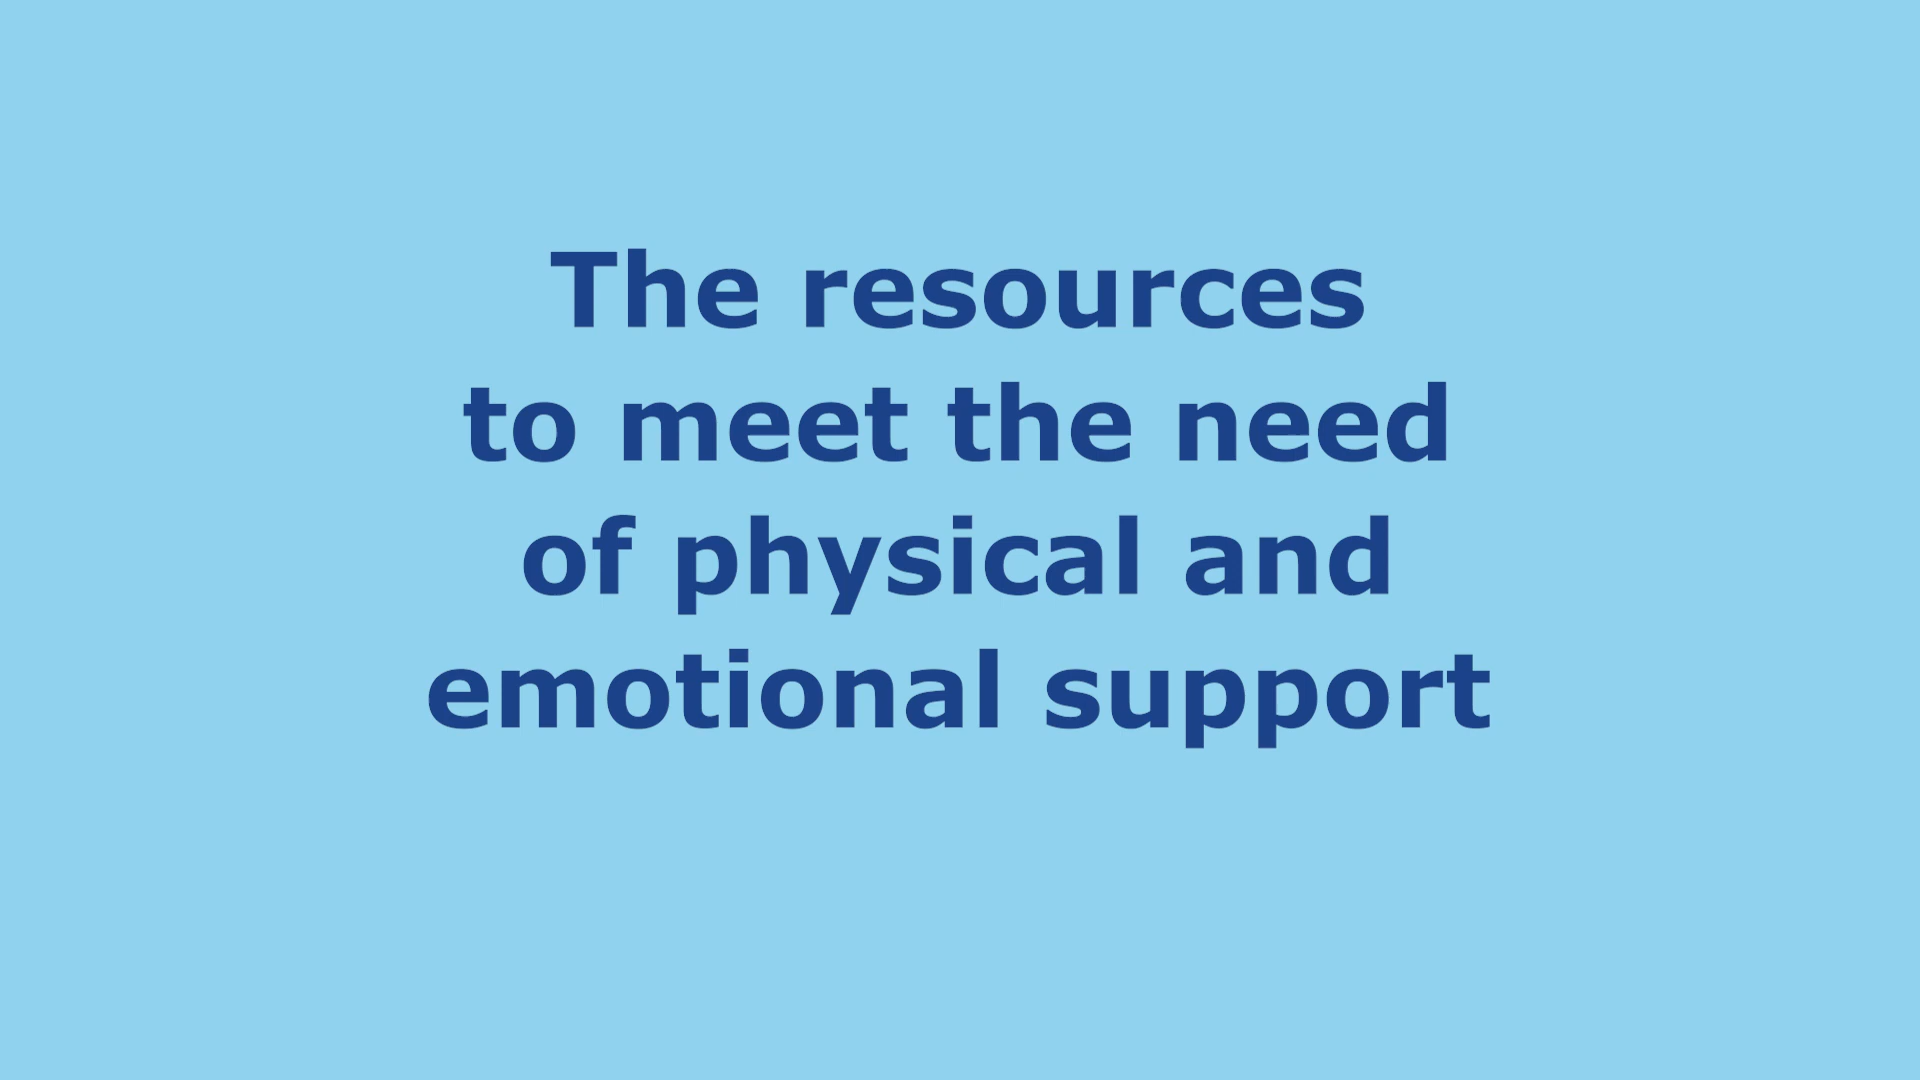 The resources
to meet the need
of physical and
emotional support